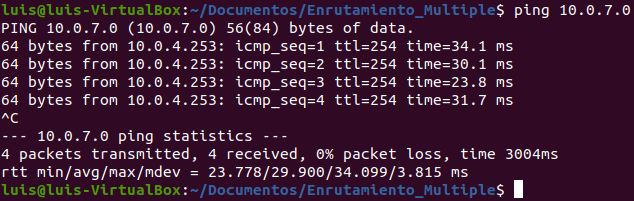 luis@luis-VirtualBox:~/Documentos/Enrutamiento_Multiple$ ping 10.0.7.0
PING 10.0.7.0 (10.0.7.0) 56(84) bytes of data.
64 bytes from 10.0.4.253: icmp_seq=1 ttl=254 time=34.1 ms
64 bytes from 10.0.4.253: icmp_seq=2 ttl=254 time=30.1 ms
64 bytes from 10.0.4.253: icmp_seq=3 ttl=254 time=23.8 ms
64 bytes from 10.0.4.253: icmp_seq=4 ttl=254 time=31.7 ms
^C
--- 10.0.7.0 ping statistics ---
4 packets transmitted, 4 received, 0% packet loss, time 3004ms
rtt min/avg/max/mdev = 23.778/29.900/34.099/3.815 ms
luis@luis-VirtualBox:~/Documentos/Enrutamiento_Multiple$